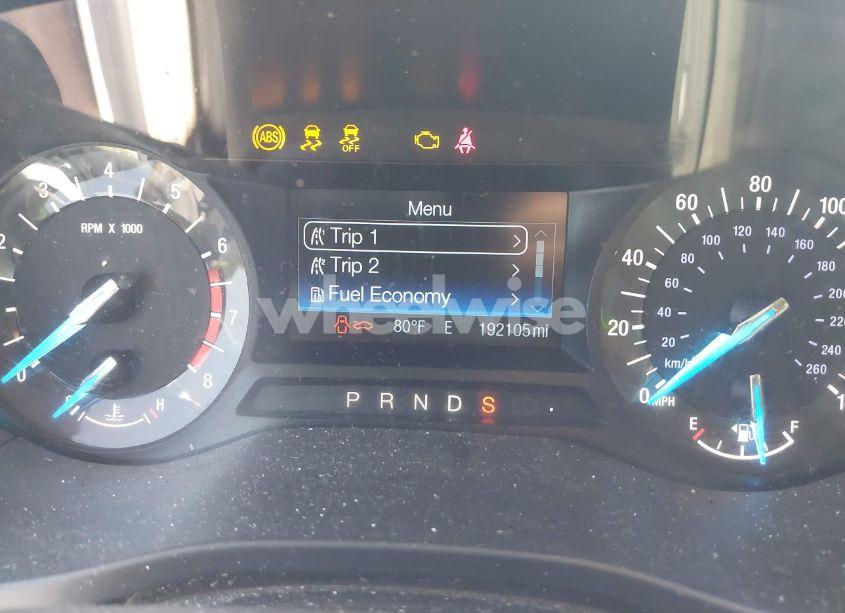 ABS
OFF
3 4 5
2 6
RPM X 1000
7
0 8
H
Menu
Trip 1
Trip 2
Fuel Economy
wheelwise
80°F E 192105mi
P R N D S
60 80 100
40
20
0
MPH
80 100 120 140 160
60 180
40 200
20 220
km/h 240
260
E F